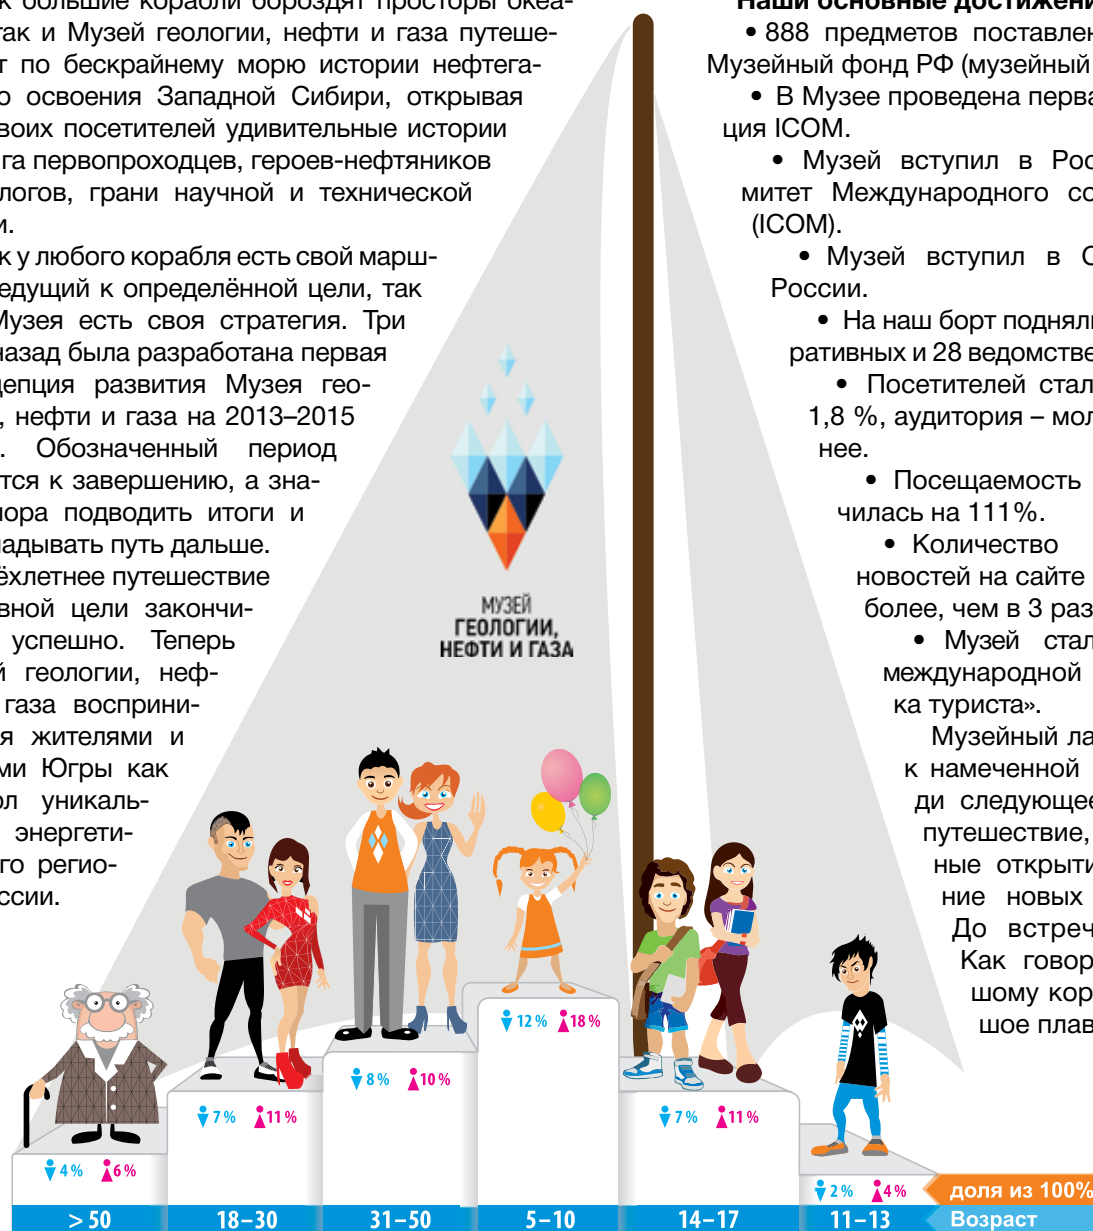 к большие корабли бороздят просторы океа-
так и Музей геологии, нефти и газа путеше-
т по бескрайнему морю истории нефтега-
о освоения Западной Сибири, открывая
воих посетителей удивительные истории
га первопроходцев, героев-нефтяников
логов, грани научной и технической
и.
к у любого корабля есть свой марш-
едущий к определённой цели, так
Музея есть своя стратегия. Три
назад была разработана первая
цепция развития Музея гео-
, нефти и газа на 2013–2015
. Обозначенный период
тся к завершению, а зна-
пора подводить итоги и
ладывать путь дальше.
ёхлетнее путешествие
вной цели закончи-
успешно. Теперь
й геологии, неф-
газа восприни-
я жителями и
ми Югры как
ол уникаль-
энергети-
го регио-
ссии.
МУЗЕЙ
ГЕОЛОГИИ,
НЕФТИ И ГАЗА
Наши основные достижени
• 888 предметов поставлен
Музейный фонд РФ (музейный
• В Музее проведена перва
ция ICOM.
• Музей вступил в Рос
митет Международного со
(ICOM).
• Музей вступил в С
России.
• На наш борт поднял
ративных и 28 ведомстве
• Посетителей стал
1,8 %, аудитория – мол
нее.
• Посещаемость
чилась на 111%.
• Количество
новостей на сайте
более, чем в 3 раз
• Музей стал
международной
ка туриста».
Музейный ла
к намеченной
ди следующее
путешествие,
ные открыти
ние новых
До встреч
Как говор
шому кор
шое плав
4% 6%
7% 11%
8% 10%
12% 18%
7% 11%
2% 4%
доля из 100%
> 50 18–30 31–50 5–10 14–17 11–13 Возраст